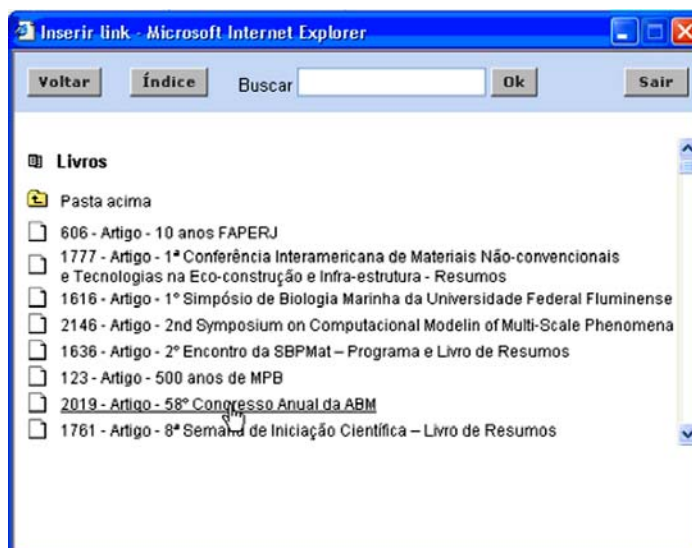 Inserir link - Microsoft Internet Explorer
Voltar Índice Buscar Ok Sair
Livros
Pasta acima
606 - Artigo - 10 anos FAPERJ
1777 - Artigo - 1ª Conferência Interamericana de Materiais Não-convencionais
e Tecnologias na Eco-construção e Infra-estrutura - Resumos
1616 - Artigo - 1º Simpósio de Biologia Marinha da Universidade Federal Fluminense
2146 - Artigo - 2nd Symposium on Computacional Modelin of Multi-Scale Phenomena
1636 - Artigo - 2º Encontro da SBPMat – Programa e Livro de Resumos
123 - Artigo - 500 anos de MPB
2019 - Artigo - 58º Congresso Anual da ABM
1761 - Artigo - 8ª Semana de Iniciação Científica – Livro de Resumos